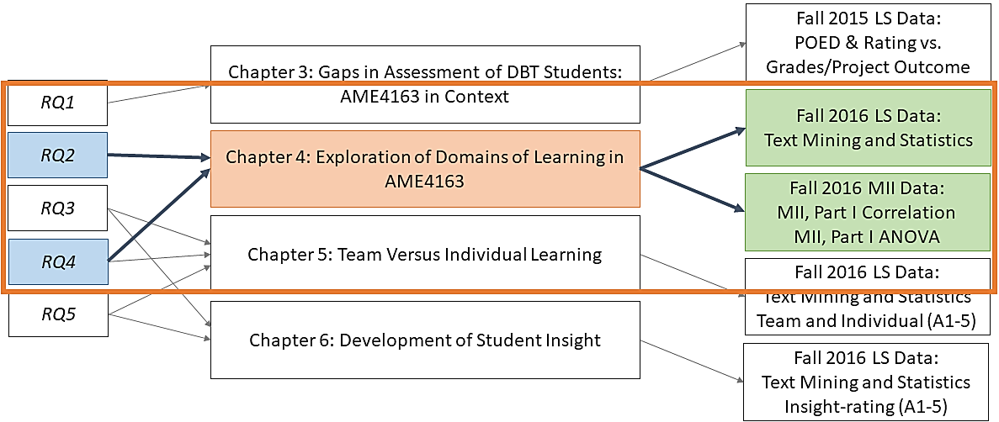 RQ1
RQ2
RQ3
RQ4
RQ5
Chapter 3: Gaps in Assessment of DBT Students:
AME4163 in Context
Chapter 4: Exploration of Domains of Learning in
AME4163
Chapter 5: Team Versus Individual Learning
Chapter 6: Development of Student Insight
Fall 2015 LS Data:
POED & Rating vs.
Grades/Project Outcome
Fall 2016 LS Data:
Text Mining and Statistics
Fall 2016 MII Data:
MII, Part I Correlation
MII, Part I ANOVA
Fall 2016 LS Data:
Text Mining and Statistics
Team and Individual (A1-5)
Fall 2016 LS Data:
Text Mining and Statistics
Insight-rating (A1-5)